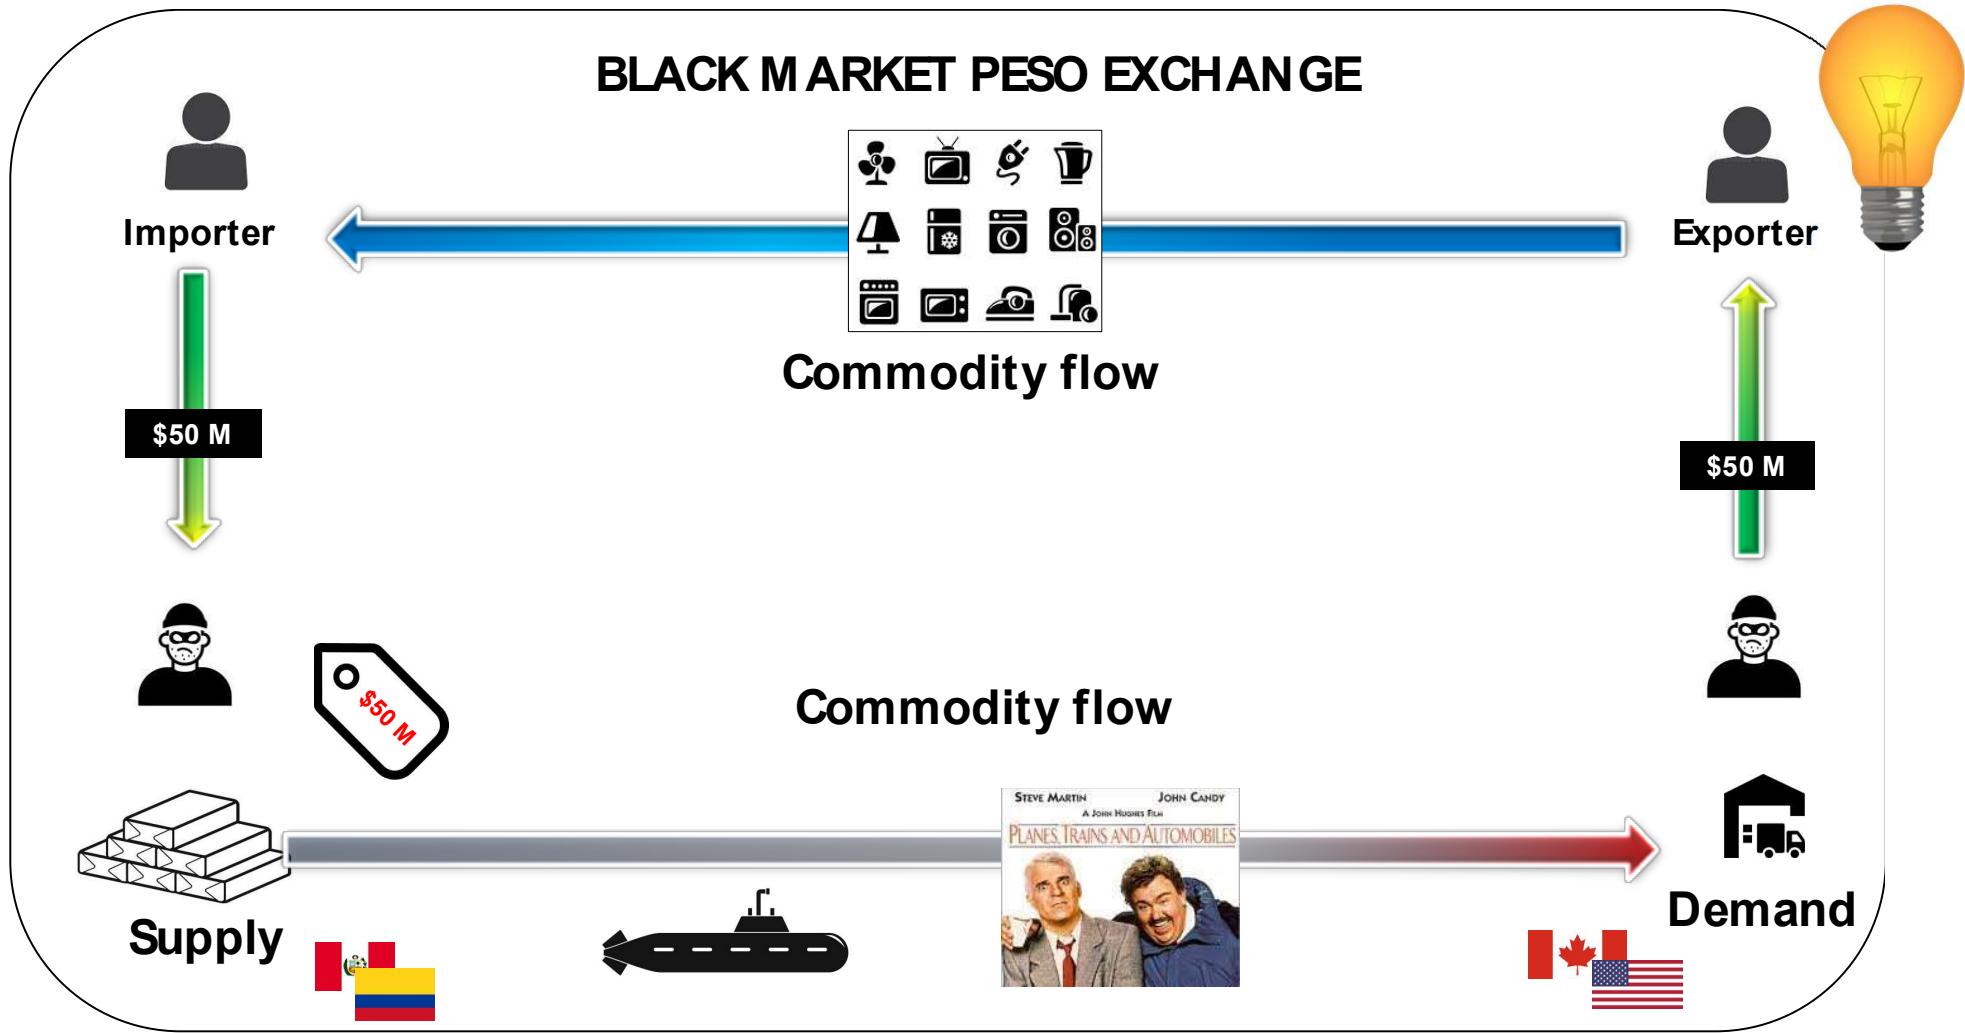 BLACK MARKET PESO EXCHANGE
Importer
Exporter
Commodity flow
$50 M
$50 M
$50 M
Commodity flow
STEVE MARTIN JOHN CANDY
A JOHN HUGHES FILM
PLANES, TRAINS AND AUTOMOBILES
Supply
Demand